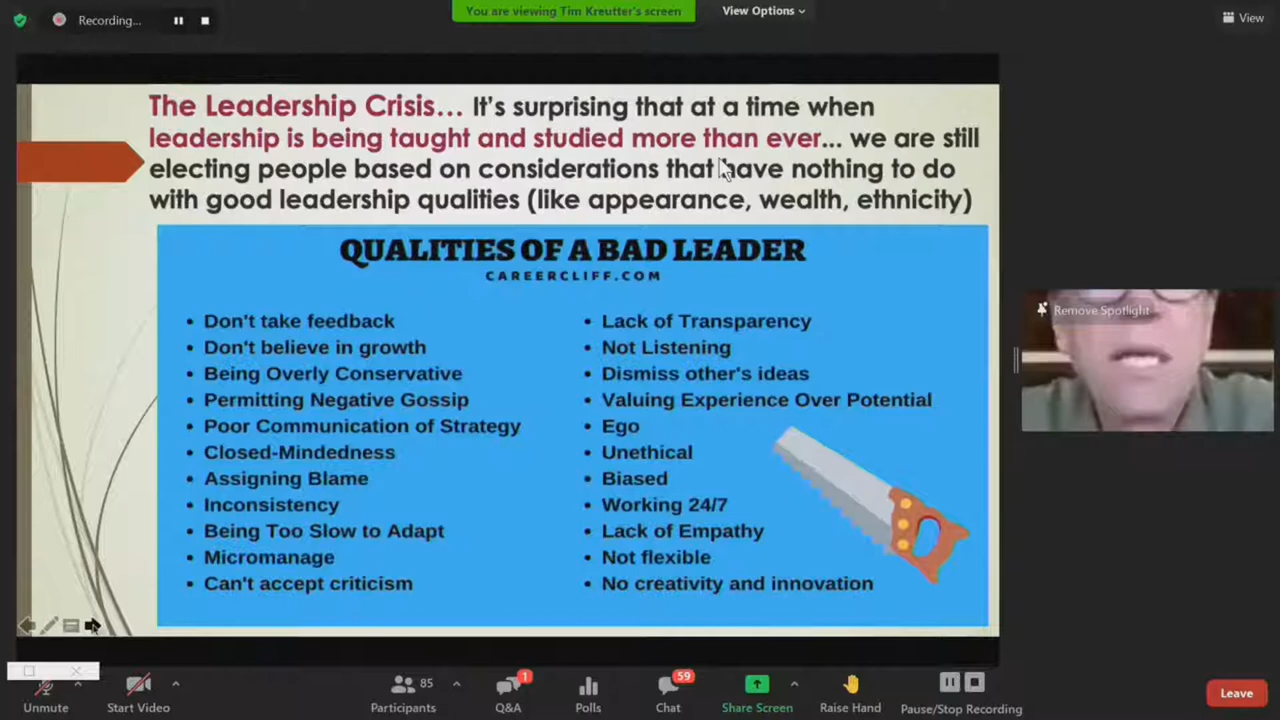 Recording...
You are viewing Tim Kreutter's screen
View Options
View
The Leadership Crisis... It's surprising that at a time when
leadership is being taught and studied more than ever... we are still
electing people based on considerations that have nothing to do
with good leadership qualities (like appearance, wealth, ethnicity)
QUALITIES OF A BAD LEADER
CAREERCLIFF.COM
• Don't take feedback
• Don't believe in growth
• Being Overly Conservative
• Permitting Negative Gossip
• Poor Communication of Strategy
• Closed-Mindedness
• Assigning Blame
• Inconsistency
• Being Too Slow to Adapt
• Micromanage
• Can't accept criticism
• Lack of Transparency
• Not Listening
• Dismiss other's ideas
• Valuing Experience Over Potential
• Ego
• Unethical
• Biased
• Working 24/7
• Lack of Empathy
• Not flexible
• No creativity and innovation
Remove Spotlight
Unmute
Start Video
85
Participants
1
Q&A
Polls
59
Chat
Share Screen
Raise Hand
Pause/Stop Recording
Leave